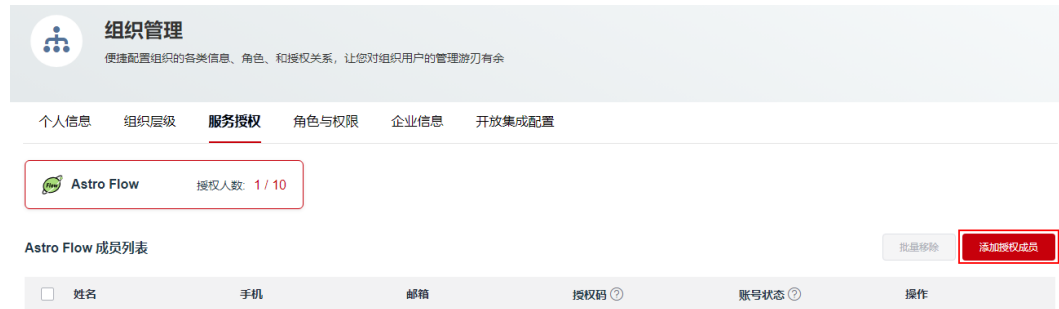 组织管理
便捷配置组织的各类信息、角色、和授权关系，让您对组织用户的管理游刃有余
个人信息 组织层级 服务授权 角色与权限 企业信息 开放集成配置
Flow Astro Flow 授权人数: 1 / 10
Astro Flow 成员列表 批量移除 添加授权成员
姓名 手机 邮箱 授权码 ? 账号状态 ? 操作